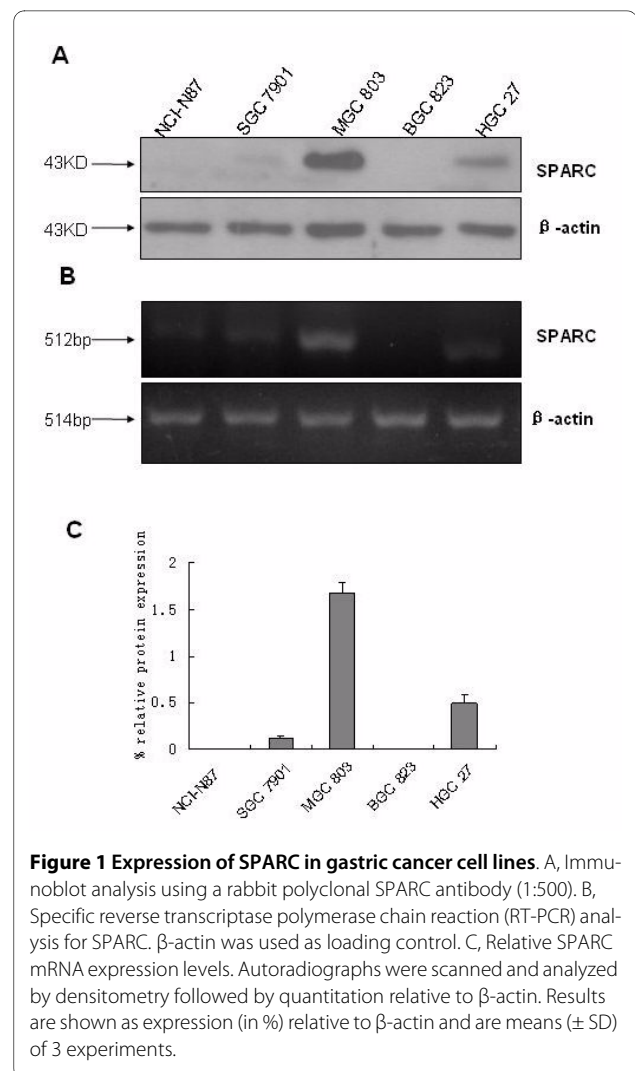 A
NCI-N87 SGC 7901 MGC 803 BGC 823 HGC 27
43KD SPARC
43KD β-actin
B
512bp SPARC
514bp β-actin
C
% relative protein expression
2
1.5
1
0.5
0
NCI-N87 SGC 7901 MGC 803 BGC 823 HGC 27
Figure 1 Expression of SPARC in gastric cancer cell lines. A, Immu-
noblot analysis using a rabbit polyclonal SPARC antibody (1:500). B,
Specific reverse transcriptase polymerase chain reaction (RT-PCR) anal-
ysis for SPARC. β-actin was used as loading control. C, Relative SPARC
mRNA expression levels. Autoradiographs were scanned and analyzed
by densitometry followed by quantitation relative to β-actin. Results
are shown as expression (in %) relative to β-actin and are means (± SD)
of 3 experiments.